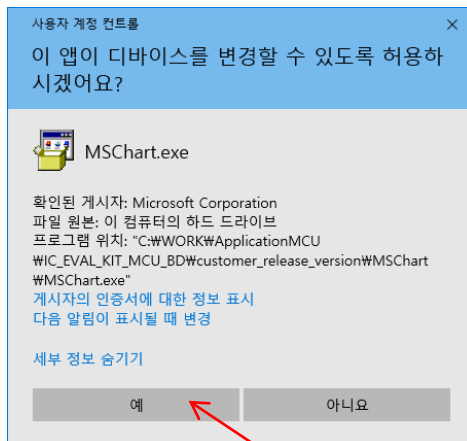 사용자 계정 컨트롤
이 앱이 디바이스를 변경할 수 있도록 허용하
시겠어요?
MSChart.exe
확인된 게시자: Microsoft Corporation
파일 원본: 이 컴퓨터의 하드 드라이브
프로그램 위치: "C:₩WORK₩ApplicationMCU
₩IC_EVAL_KIT_MCU_BD₩customer_release_version₩MSChart
₩MSChart.exe"
게시자의 인증서에 대한 정보 표시
다음 알림이 표시될 때 변경
세부 정보 숨기기
예
아니요